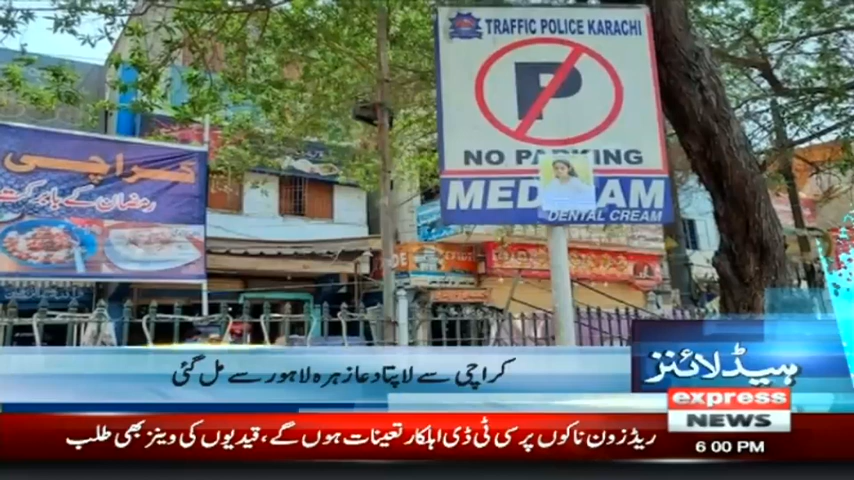 TRAFFIC POLICE KARACHI
P
NO PARKING
MED AM
DENTAL CREAM
کراچی
رمضان کے بابرکت
ہیڈلائنز
کراچی سے لاپتا دعا زہرہ لاہور سے مل گئی
express
NEWS
6:00 PM
ریڈ زون ناکوں پر سی ٹی ڈی اہلکار تعینات ہوں گے، قیدیوں کی وینز بھی طلب